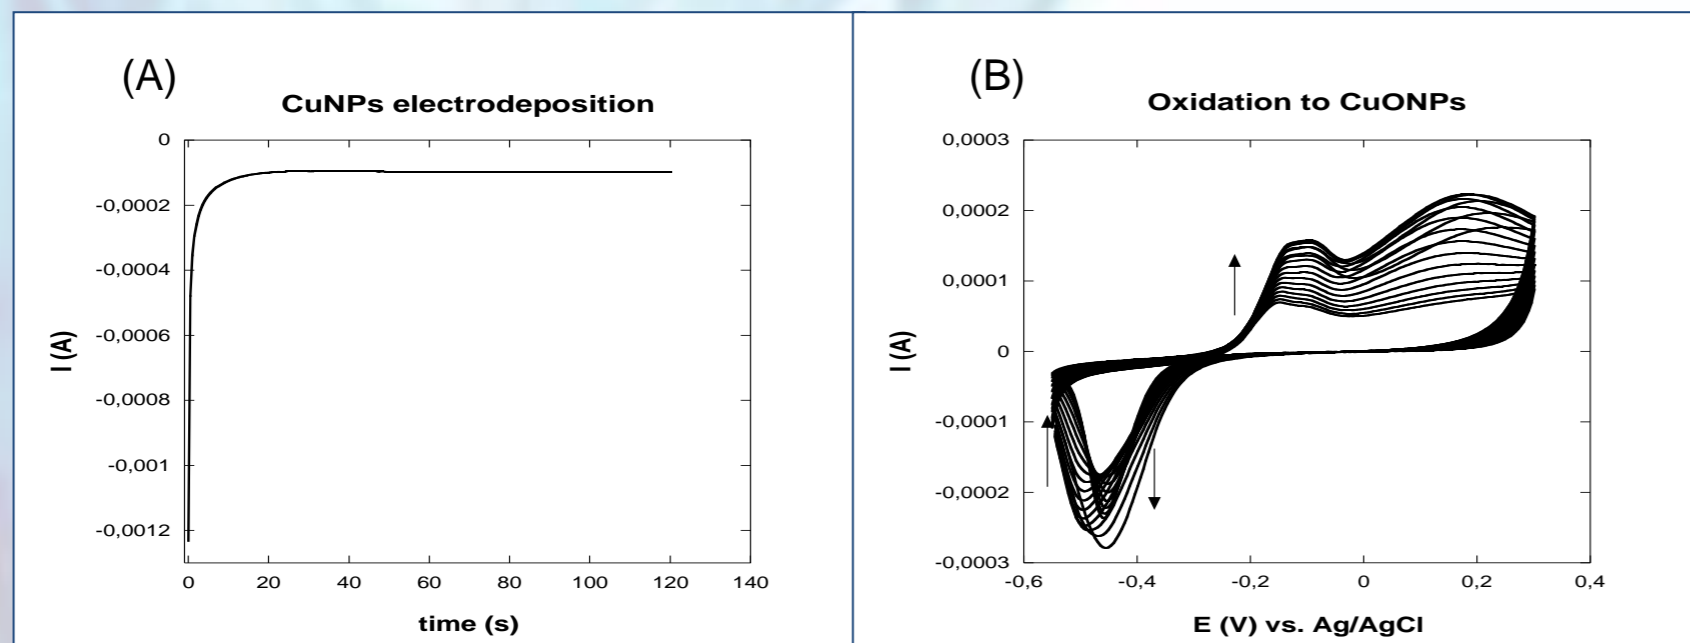 (A)
CuNPs electrodeposition
0
-0,0002
-0,0004
-0,0006
-0,0008
-0,001
-0,0012
I (A)
0 20 40 60 80 100 120 140
time (s)
(B)
Oxidation to CuONPs
0,0003
0,0002
0,0001
0
-0,0001
-0,0002
-0,0003
I (A)
-0,6 -0,4 -0,2 0 0,2 0,4
E (V) vs. Ag/AgCl